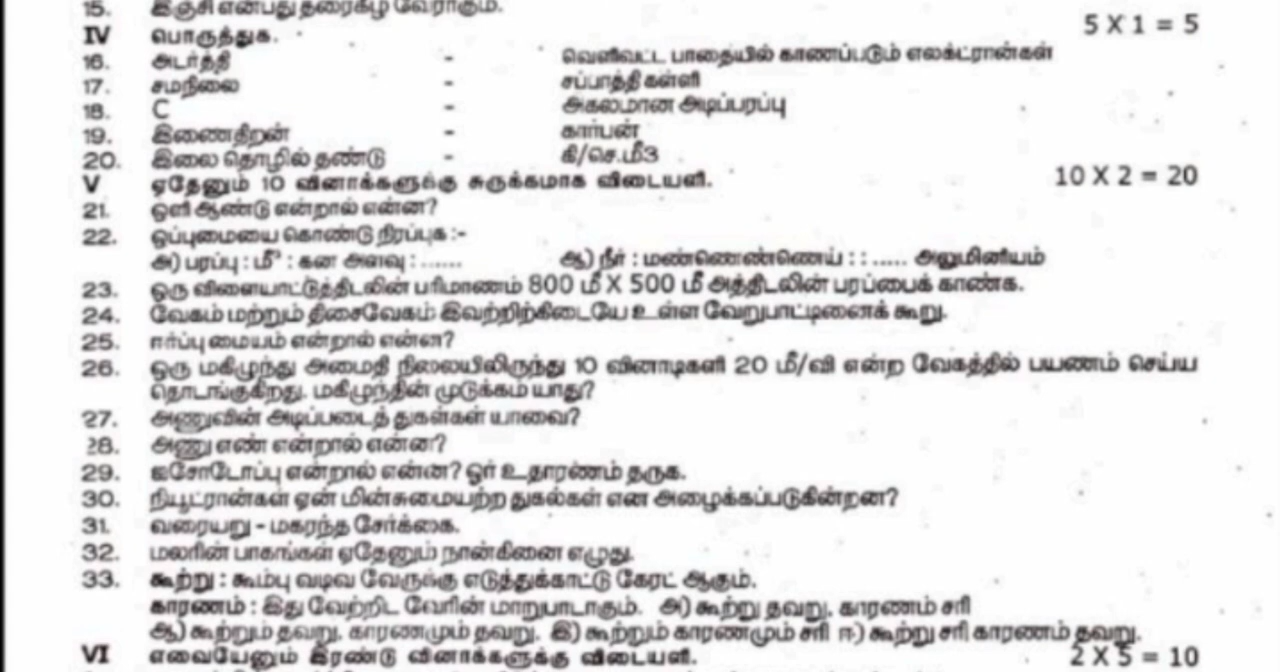 15. இஞ்சி என்பது தரைகீழ் வேராகும்.
IV பொருத்துக. 5 X 1 = 5
16. அடர்த்தி - வெளிவட்ட பாதையில் காணப்படும் எலக்ட்ரான்கள்
17. சமநிலை - சப்பாத்திகள்ளி
18. C - அகலமான அடிப்பரப்பு
19. இணைதிறன் - கார்பன்
20. இலை தொழில் தண்டு - கி/செ.மீ3
V ஏதேனும் 10 வினாக்களுக்கு சுருக்கமாக விடையளி. 10 X 2 = 20
21. ஒளி ஆண்டு என்றால் என்ன?
22. ஒப்புமையை கொண்டு நிரப்புக :-
அ) பரப்பு : மீ² : கன அளவு : ...... ஆ) நீர் : மண்ணெண்ணெய் : : ..... அலுமினியம்
23. ஒரு விளையாட்டுத்திடலின் பரிமாணம் 800 மீ X 500 மீ அத்திடலின் பரப்பைக் காண்க.
24. வேகம் மற்றும் திசைவேகம் இவற்றிற்கிடையே உள்ள வேறுபாட்டினைக் கூறு.
25. ஈர்ப்பு மையம் என்றால் என்ன?
26. ஒரு மகிழுந்து அமைதி நிலையிலிருந்து 10 வினாடிகளி 20 மீ/வி என்ற வேகத்தில் பயணம் செய்ய
தொடங்குகிறது. மகிழுந்தின் முடுக்கம் யாது?
27. அணுவின் அடிப்படைத் துகள்கள் யாவை?
28. அணு எண் என்றால் என்ன?
29. ஐசோடோப்பு என்றால் என்ன? ஓர் உதாரணம் தருக.
30. நியூட்ரான்கள் ஏன் மின்சுமையற்ற துகல்கள் என அழைக்கப்படுகின்றன?
31. வரையறு - மகரந்த சேர்க்கை.
32. மலரின் பாகங்கள் ஏதேனும் நான்கினை எழுது.
33. கூற்று : கூம்பு வடிவ வேருக்கு எடுத்துக்காட்டு கேரட் ஆகும்.
காரணம் : இது வேற்றிட வேரின் மாறுபாடாகும். அ) கூற்று தவறு, காரணம் சரி
ஆ) கூற்றும் தவறு, காரணமும் தவறு. இ) கூற்றும் காரணமும் சரி ஈ) கூற்று சரி காரணம் தவறு.
VI எவையேனும் இரண்டு வினாக்களுக்கு விடையளி. 2 X 5 = 10